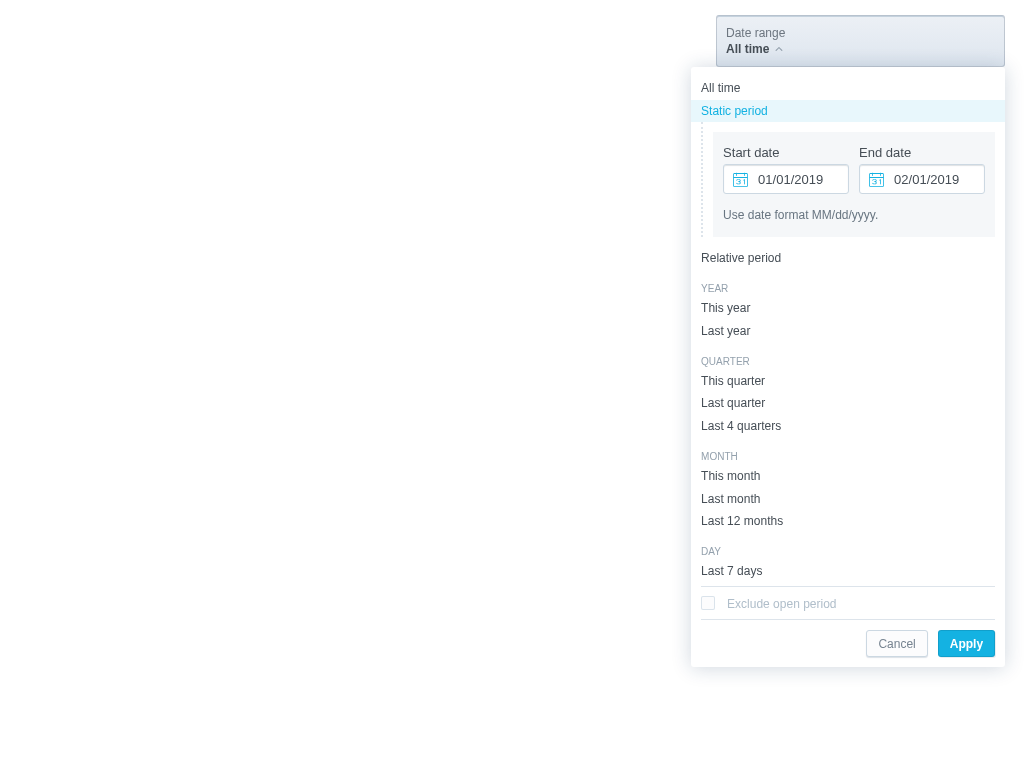 Date range
All time
All time
Static period
Start date End date
31 01/01/2019 31 02/01/2019
Use date format MM/dd/yyyy.
Relative period
YEAR
This year
Last year
QUARTER
This quarter
Last quarter
Last 4 quarters
MONTH
This month
Last month
Last 12 months
DAY
Last 7 days
Exclude open period
Cancel Apply